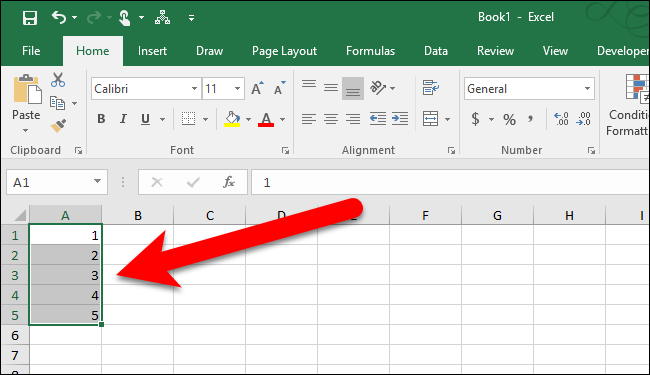 Book1 - Excel
File Home Insert Draw Page Layout Formulas Data Review View Developer
Paste
Calibri 11 A A General
B I U A $ % , .0 .00 .00 .0
Conditi
Formatt
Clipboard Font Alignment Number
A1 fx 1
A B C D E F G H I
1 1
2 2
3 3
4 4
5 5
6
7
8